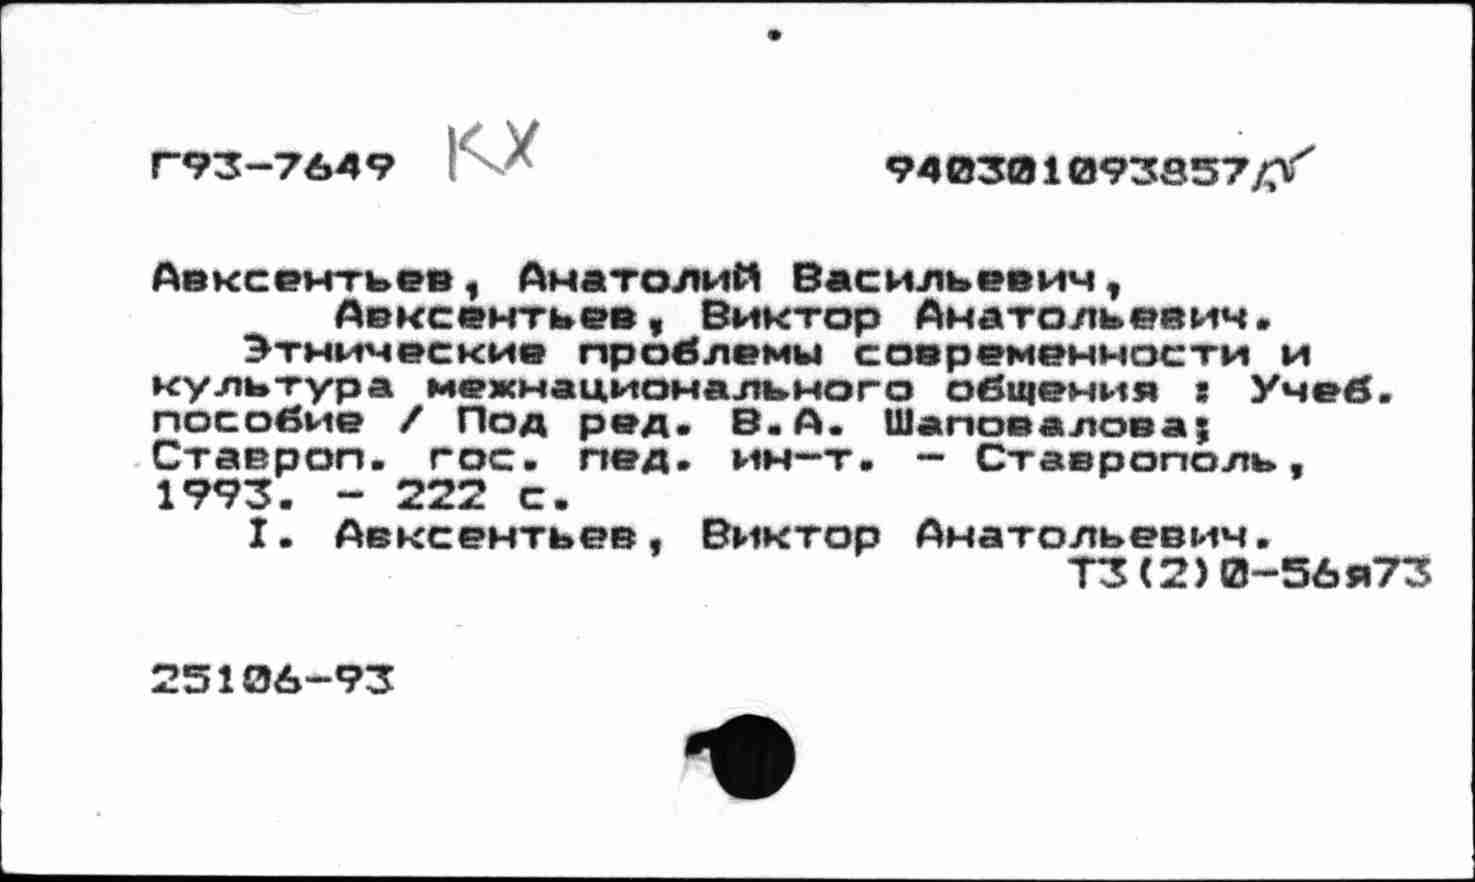 Г93-7649 КХ 940301093857
Авксентьев, Анатолий Васильевич,
Авксентьев, Виктор Анатольевич.
Этнические проблемы современности и
культура межнационального общения : Учеб.
пособие / Под ред. В.А. Шаповалова;
Ставроп. гос. пед. ин-т. - Ставрополь,
1993. - 222 с.
I. Авксентьев, Виктор Анатольевич.
Т3(2)0-56я73
25106-93